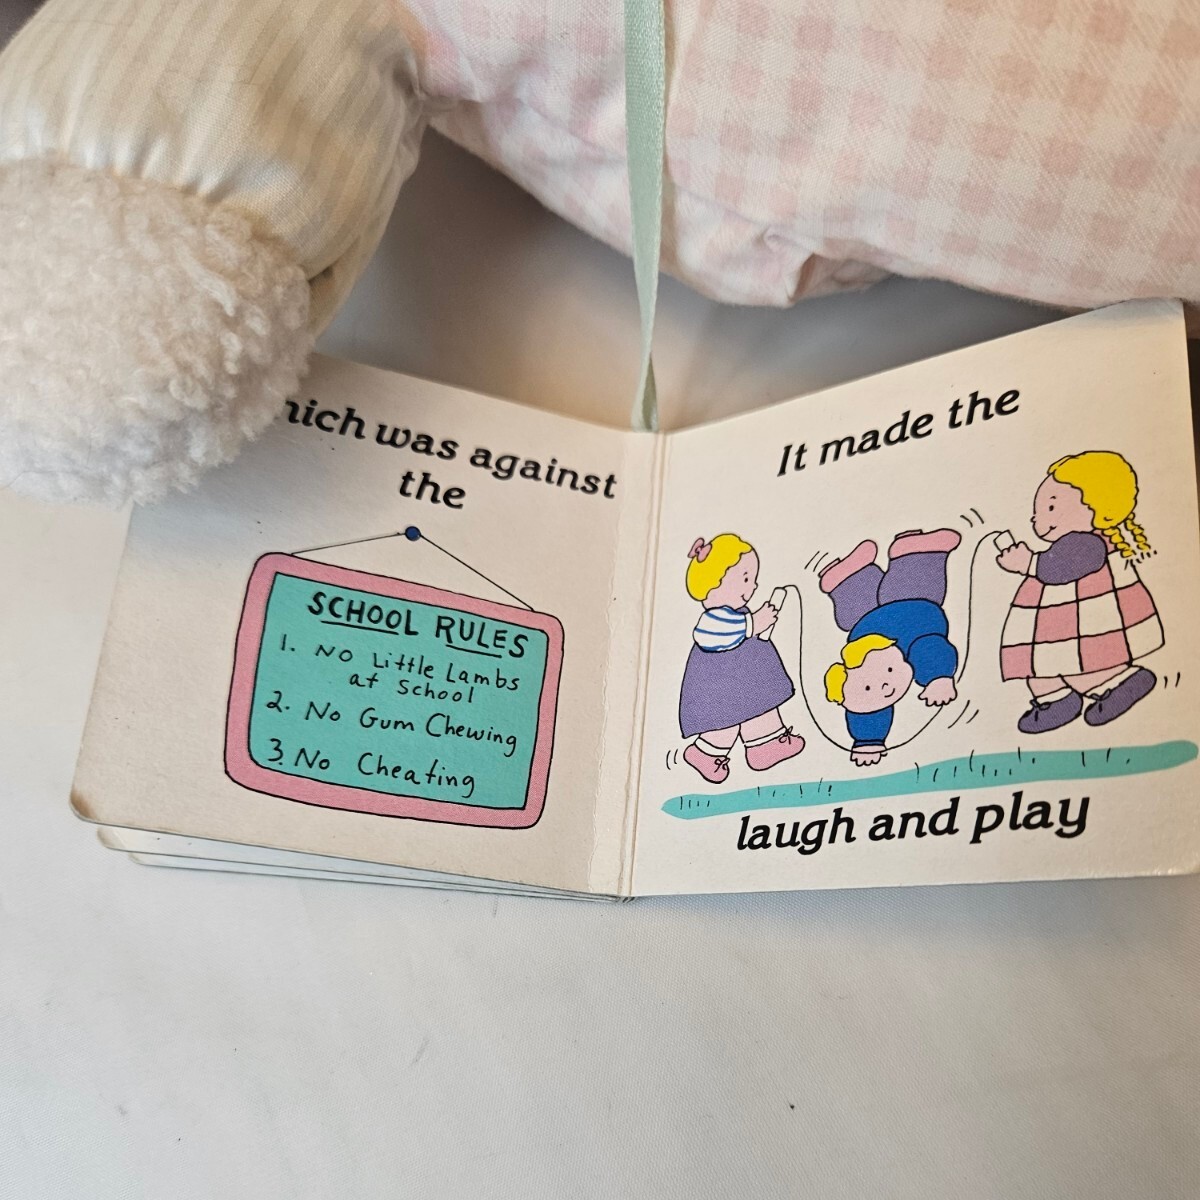 was against
the
SCHOOL RULES
1. No Little Lambs
at School
2. No Gum Chewing
3. No Cheating
It made the
laugh and play